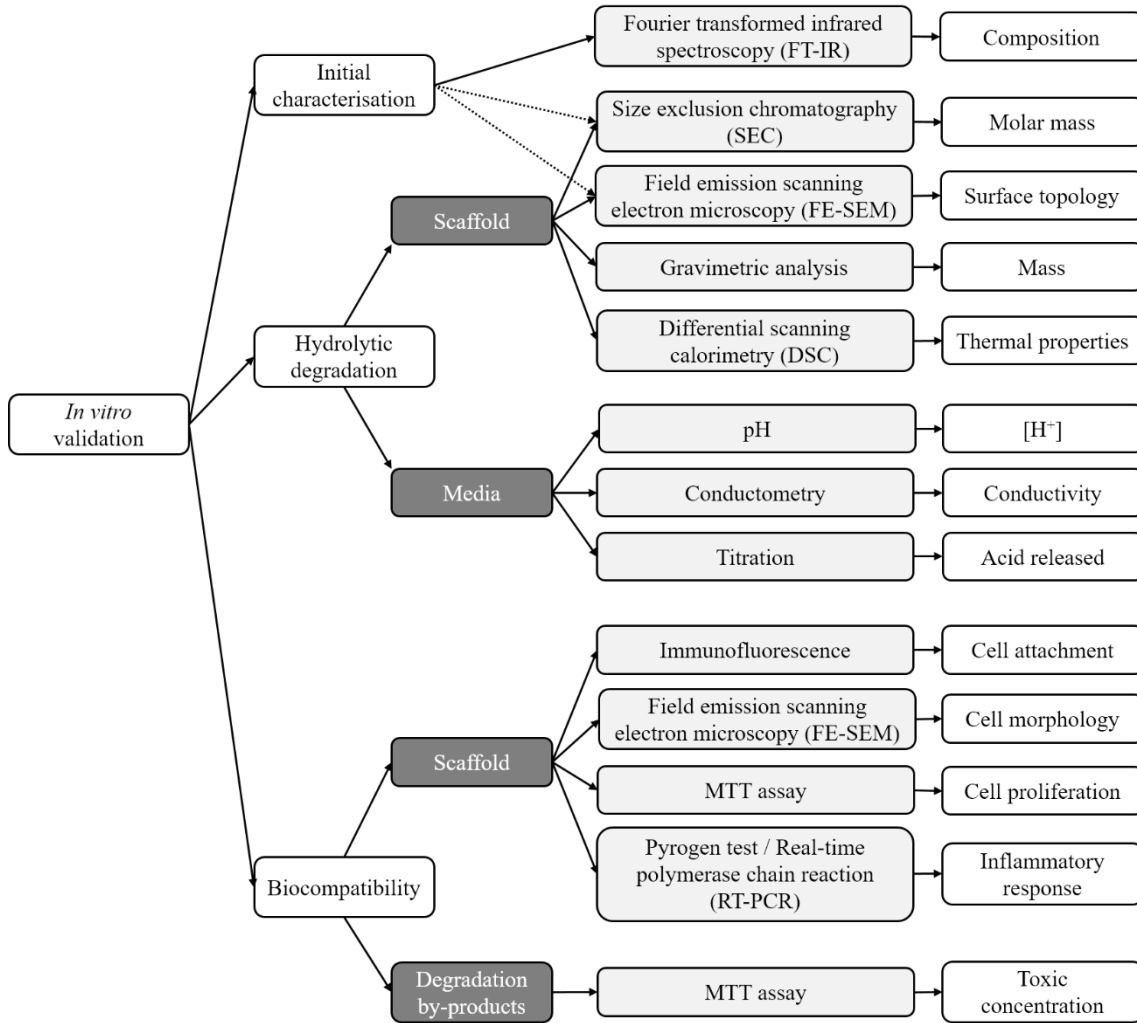 Fourier transformed infrared
spectroscopy (FT-IR)
Composition
Initial
characterisation
Size exclusion chromatography
(SEC)
Molar mass
Field emission scanning
electron microscopy (FE-SEM)
Surface topology
Scaffold
Gravimetric analysis
Mass
Hydrolytic
degradation
Differential scanning
calorimetry (DSC)
Thermal properties
In vitro
validation
pH
[H⁺]
Media
Conductometry
Conductivity
Titration
Acid released
Immunofluorescence
Cell attachment
Field emission scanning
electron microscopy (FE-SEM)
Cell morphology
Scaffold
MTT assay
Cell proliferation
Biocompatibility
Pyrogen test / Real-time
polymerase chain reaction
(RT-PCR)
Inflammatory
response
Degradation
by-products
MTT assay
Toxic
concentration